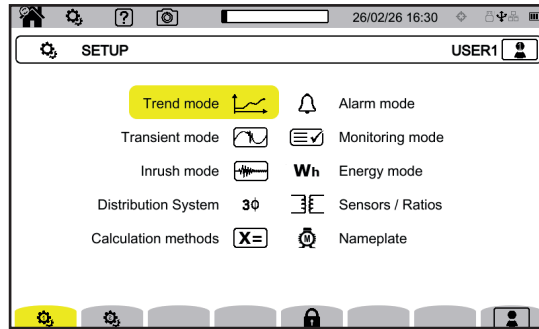 26/02/26 16:30
SETUP
USER1
Trend mode
Alarm mode
Transient mode
Monitoring mode
Inrush mode
Wh
Energy mode
Distribution System
3ϕ
Sensors / Ratios
Calculation methods
X=
M
Nameplate